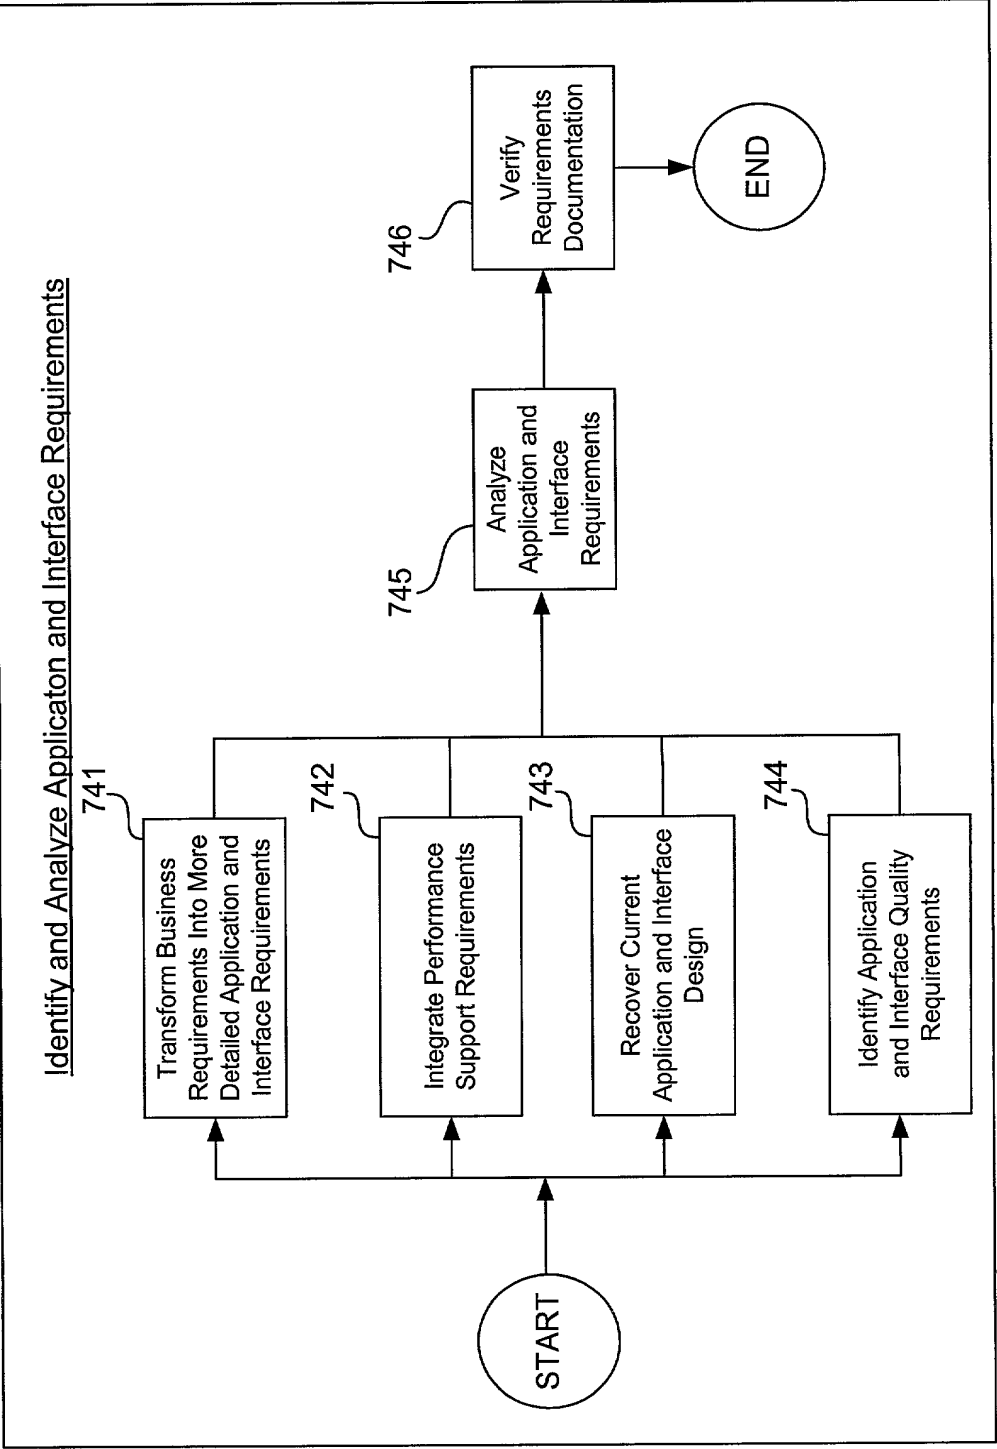 Identify and Analyze Applicaton and Interface Requirements
START
741
Transform Business
Requirements Into More
Detailed Application and
Interface Requirements
742
Integrate Performance
Support Requirements
743
Recover Current
Application and Interface
Design
744
Identify Application
and Interface Quality
Requirements
745
Analyze
Application and
Interface
Requirements
746
Verify
Requirements
Documentation
END